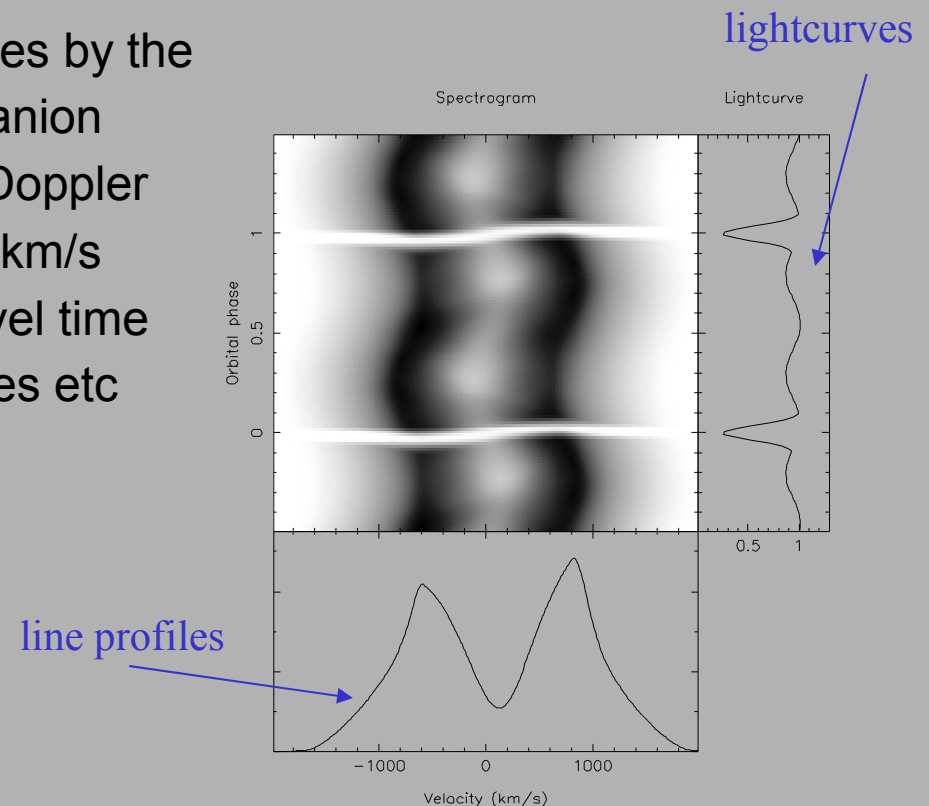 es by the
anion
Doppler
km/s
vel time
es etc
lightcurves
Spectrogram
Lightcurve
Orbital phase
1
0.5
0
0.5 1
line profiles
-1000 0 1000
Velocity (km/s)